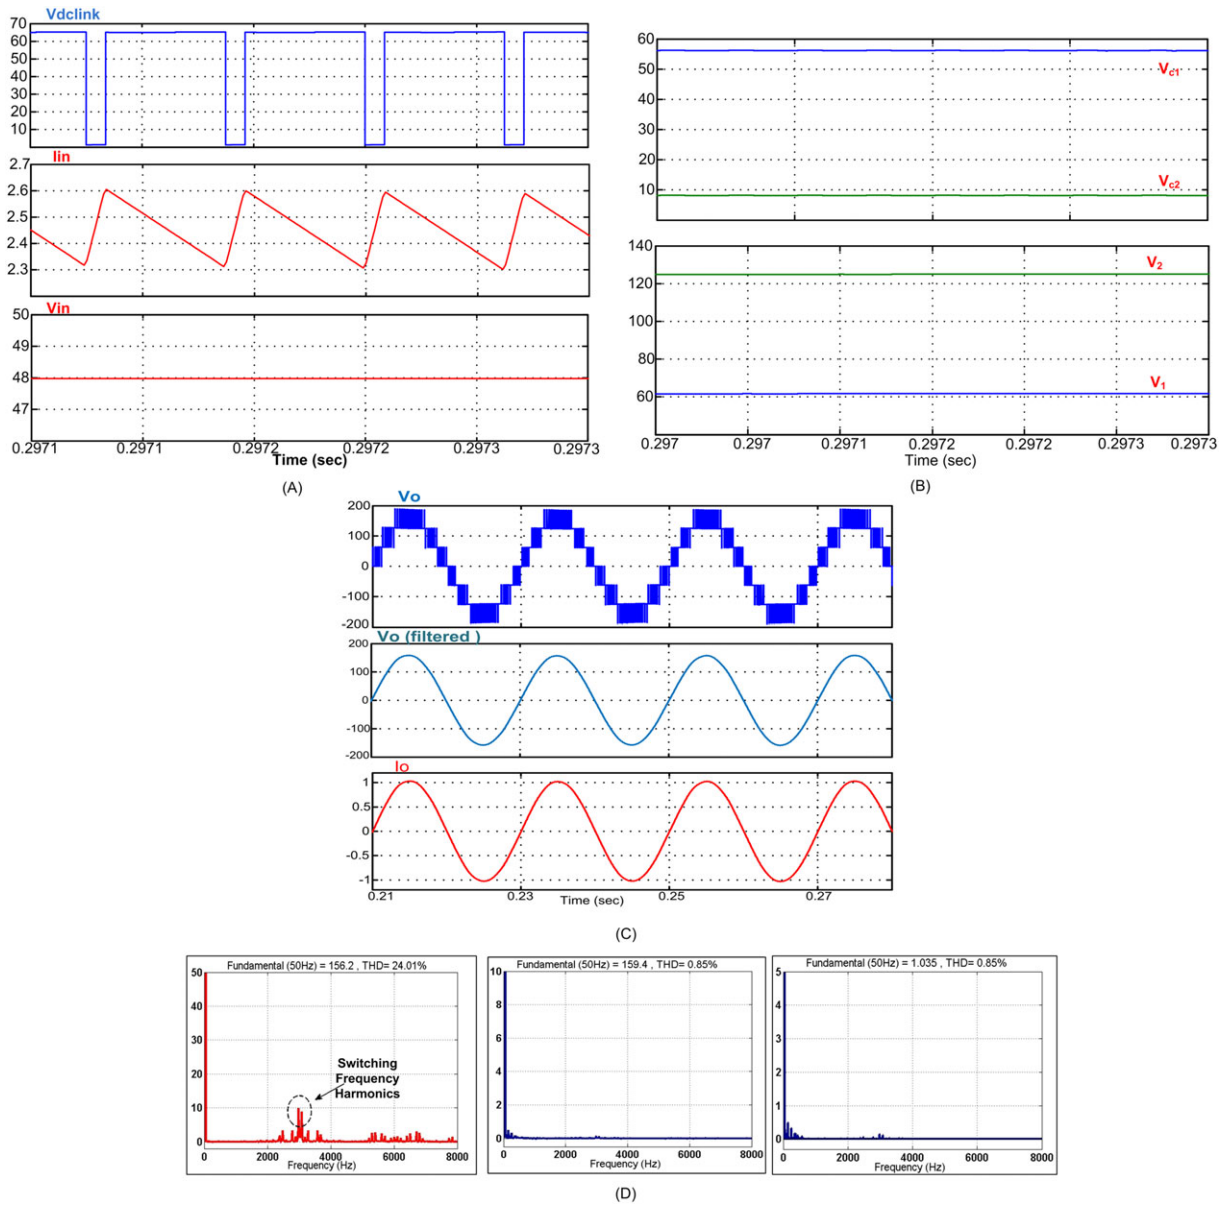 Vdclink
70
60
50
40
30
20
10
Iin
2.7
2.6
2.5
2.4
2.3
Vin
50
49
48
47
0.2971 0.2971 0.2972 0.2972 0.2973 0.2973
Time (sec)
(A)
60
50
40
30
20
10
Vc1
Vc2
140
120
100
80
60
V2
V1
0.297 0.297 0.2971 0.2972 0.2972 0.2973 0.2973
Time (sec)
(B)
Vo
200
100
0
-100
-200
Vo (filtered )
200
100
0
-100
-200
Io
1
0.5
0
-0.5
-1
0.21 0.23 0.25 0.27
Time (sec)
(C)
Fundamental (50Hz) = 156.2 , THD= 24.01%
50
40
30
20
10
0
Switching
Frequency
Harmonics
0 2000 4000 6000 8000
Frequency (Hz)
Fundamental (50Hz) = 159.4 , THD= 0.85%
10
8
6
4
2
0
0 2000 4000 6000 8000
Frequency (Hz)
Fundamental (50Hz) = 1.035 , THD= 0.85%
5
4
3
2
1
0
0 2000 4000 6000 8000
Frequency (Hz)
(D)